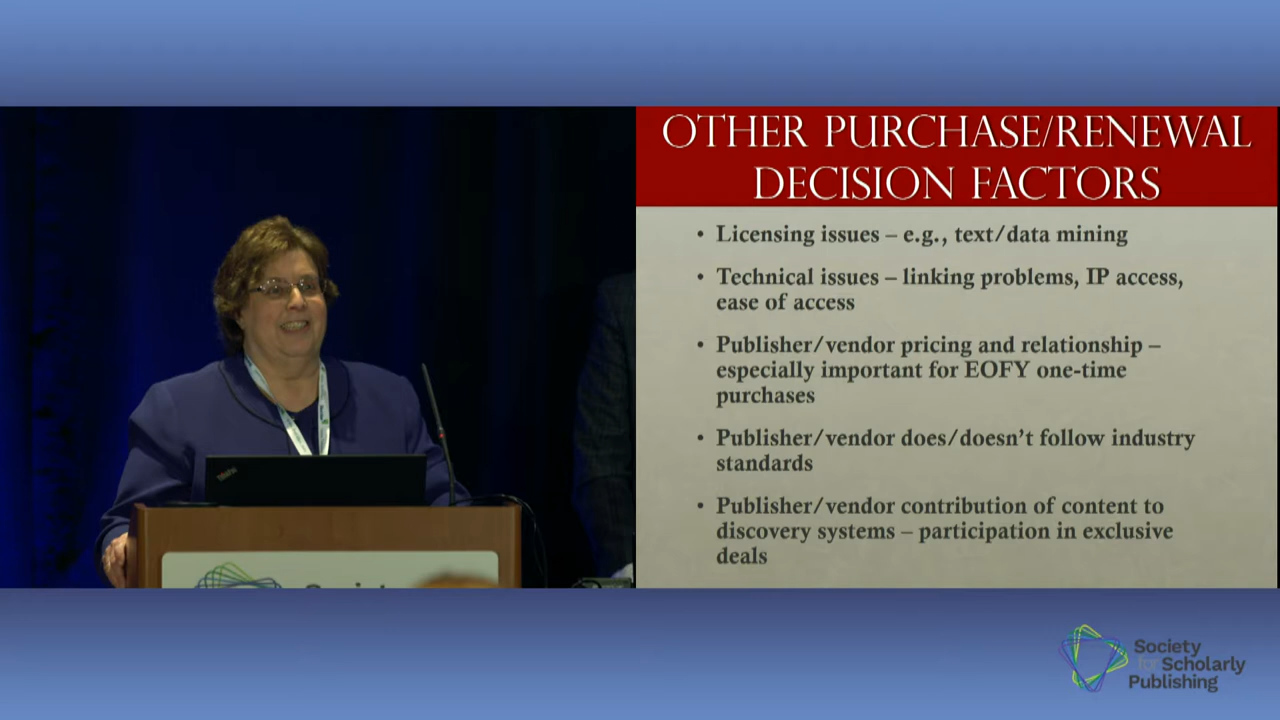 OTHER PURCHASE/RENEWAL
DECISION FACTORS
• Licensing issues – e.g., text/data mining
• Technical issues – linking problems, IP access,
ease of access
• Publisher/vendor pricing and relationship –
especially important for EOFY one-time
purchases
• Publisher/vendor does/doesn't follow industry
standards
• Publisher/vendor contribution of content to
discovery systems – participation in exclusive
deals
ThinkPad
Society
for Scholarly
Publishing